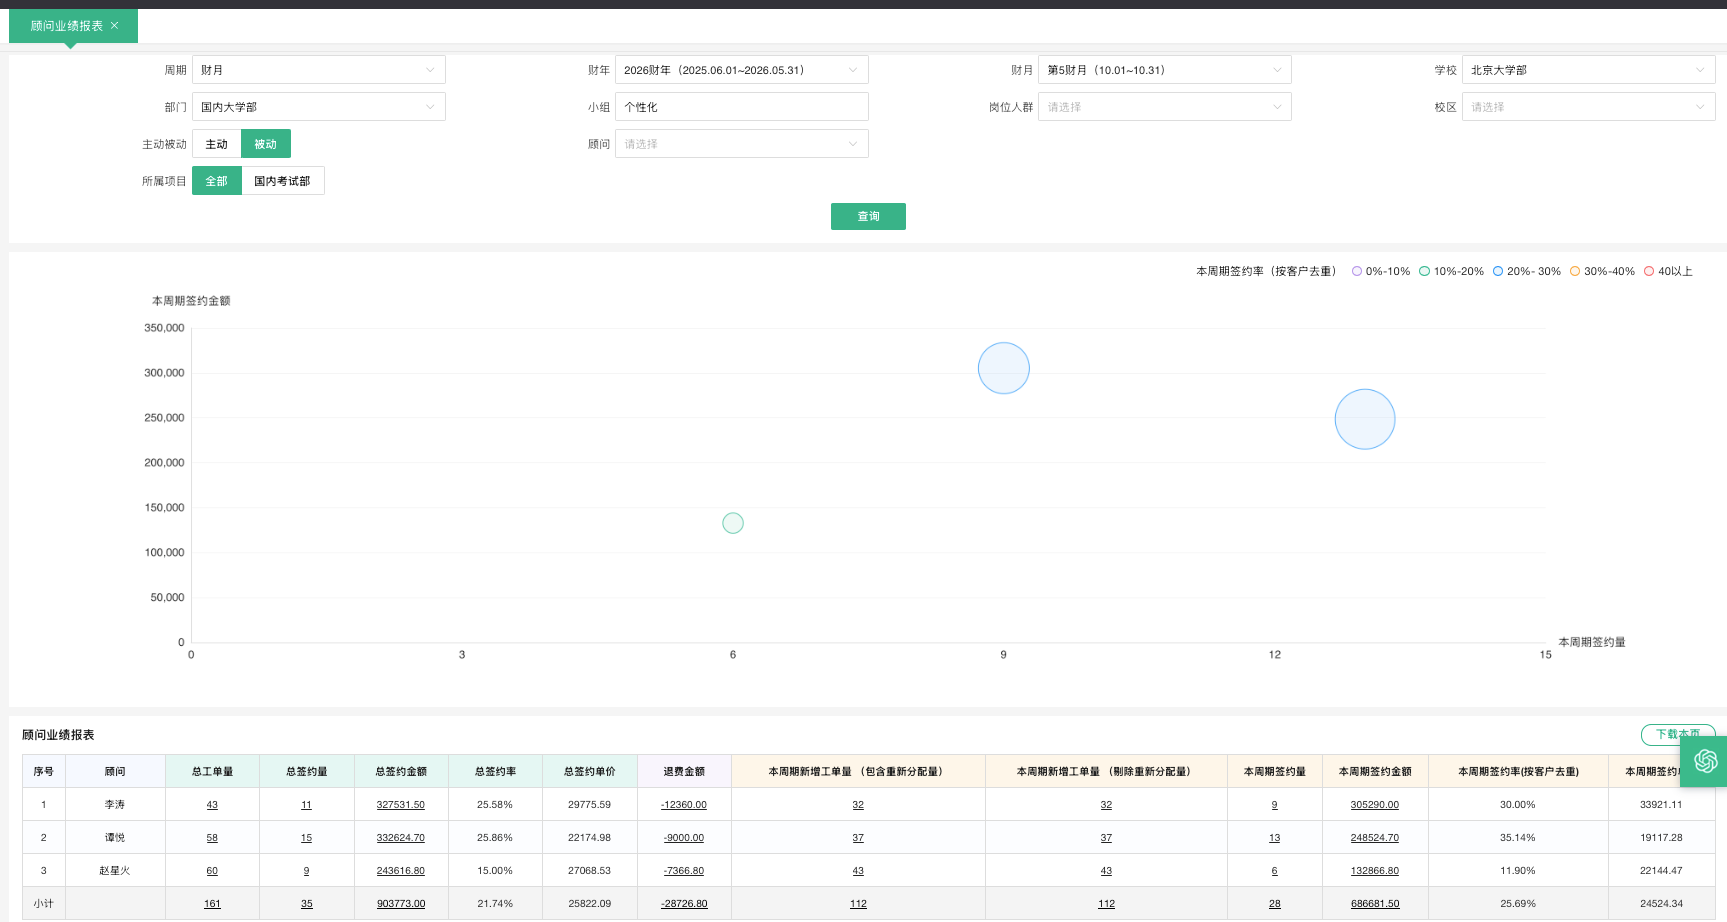 顾问业绩报表 ×
周期 财月 财年 2026财年（2025.06.01~2026.05.31） 财月 第5财月（10.01~10.31） 学校 北京大学部
部门 国内大学部 小组 个性化 岗位人群 请选择 校区 请选择
主动被动 主动 被动 顾问 请选择
所属项目 全部 国内考试部
查询
本周期签约率（按客户去重） 0%-10% 10%-20% 20%- 30% 30%-40% 40以上
本周期签约金额
350,000
300,000
250,000
200,000
150,000
100,000
50,000
0
本周期签约量
0 3 6 9 12 15
顾问业绩报表 下载本页
序号 顾问 总工单量 总签约量 总签约金额 总签约率 总签约单价 退费金额 本周期新增工单量 （包含重新分配量） 本周期新增工单量 （剔除重新分配量） 本周期签约量 本周期签约金额 本周期签约率(按客户去重) 本周期签约
1 李涛 43 11 327531.50 25.58% 29775.59 -12360.00 32 32 9 305290.00 30.00% 33921.11
2 谭悦 58 15 332624.70 25.86% 22174.98 -9000.00 37 37 13 248524.70 35.14% 19117.28
3 赵星火 60 9 243616.80 15.00% 27068.53 -7366.80 43 43 6 132866.80 11.90% 22144.47
小计 161 35 903773.00 21.74% 25822.09 -28726.80 112 112 28 686681.50 25.69% 24524.34